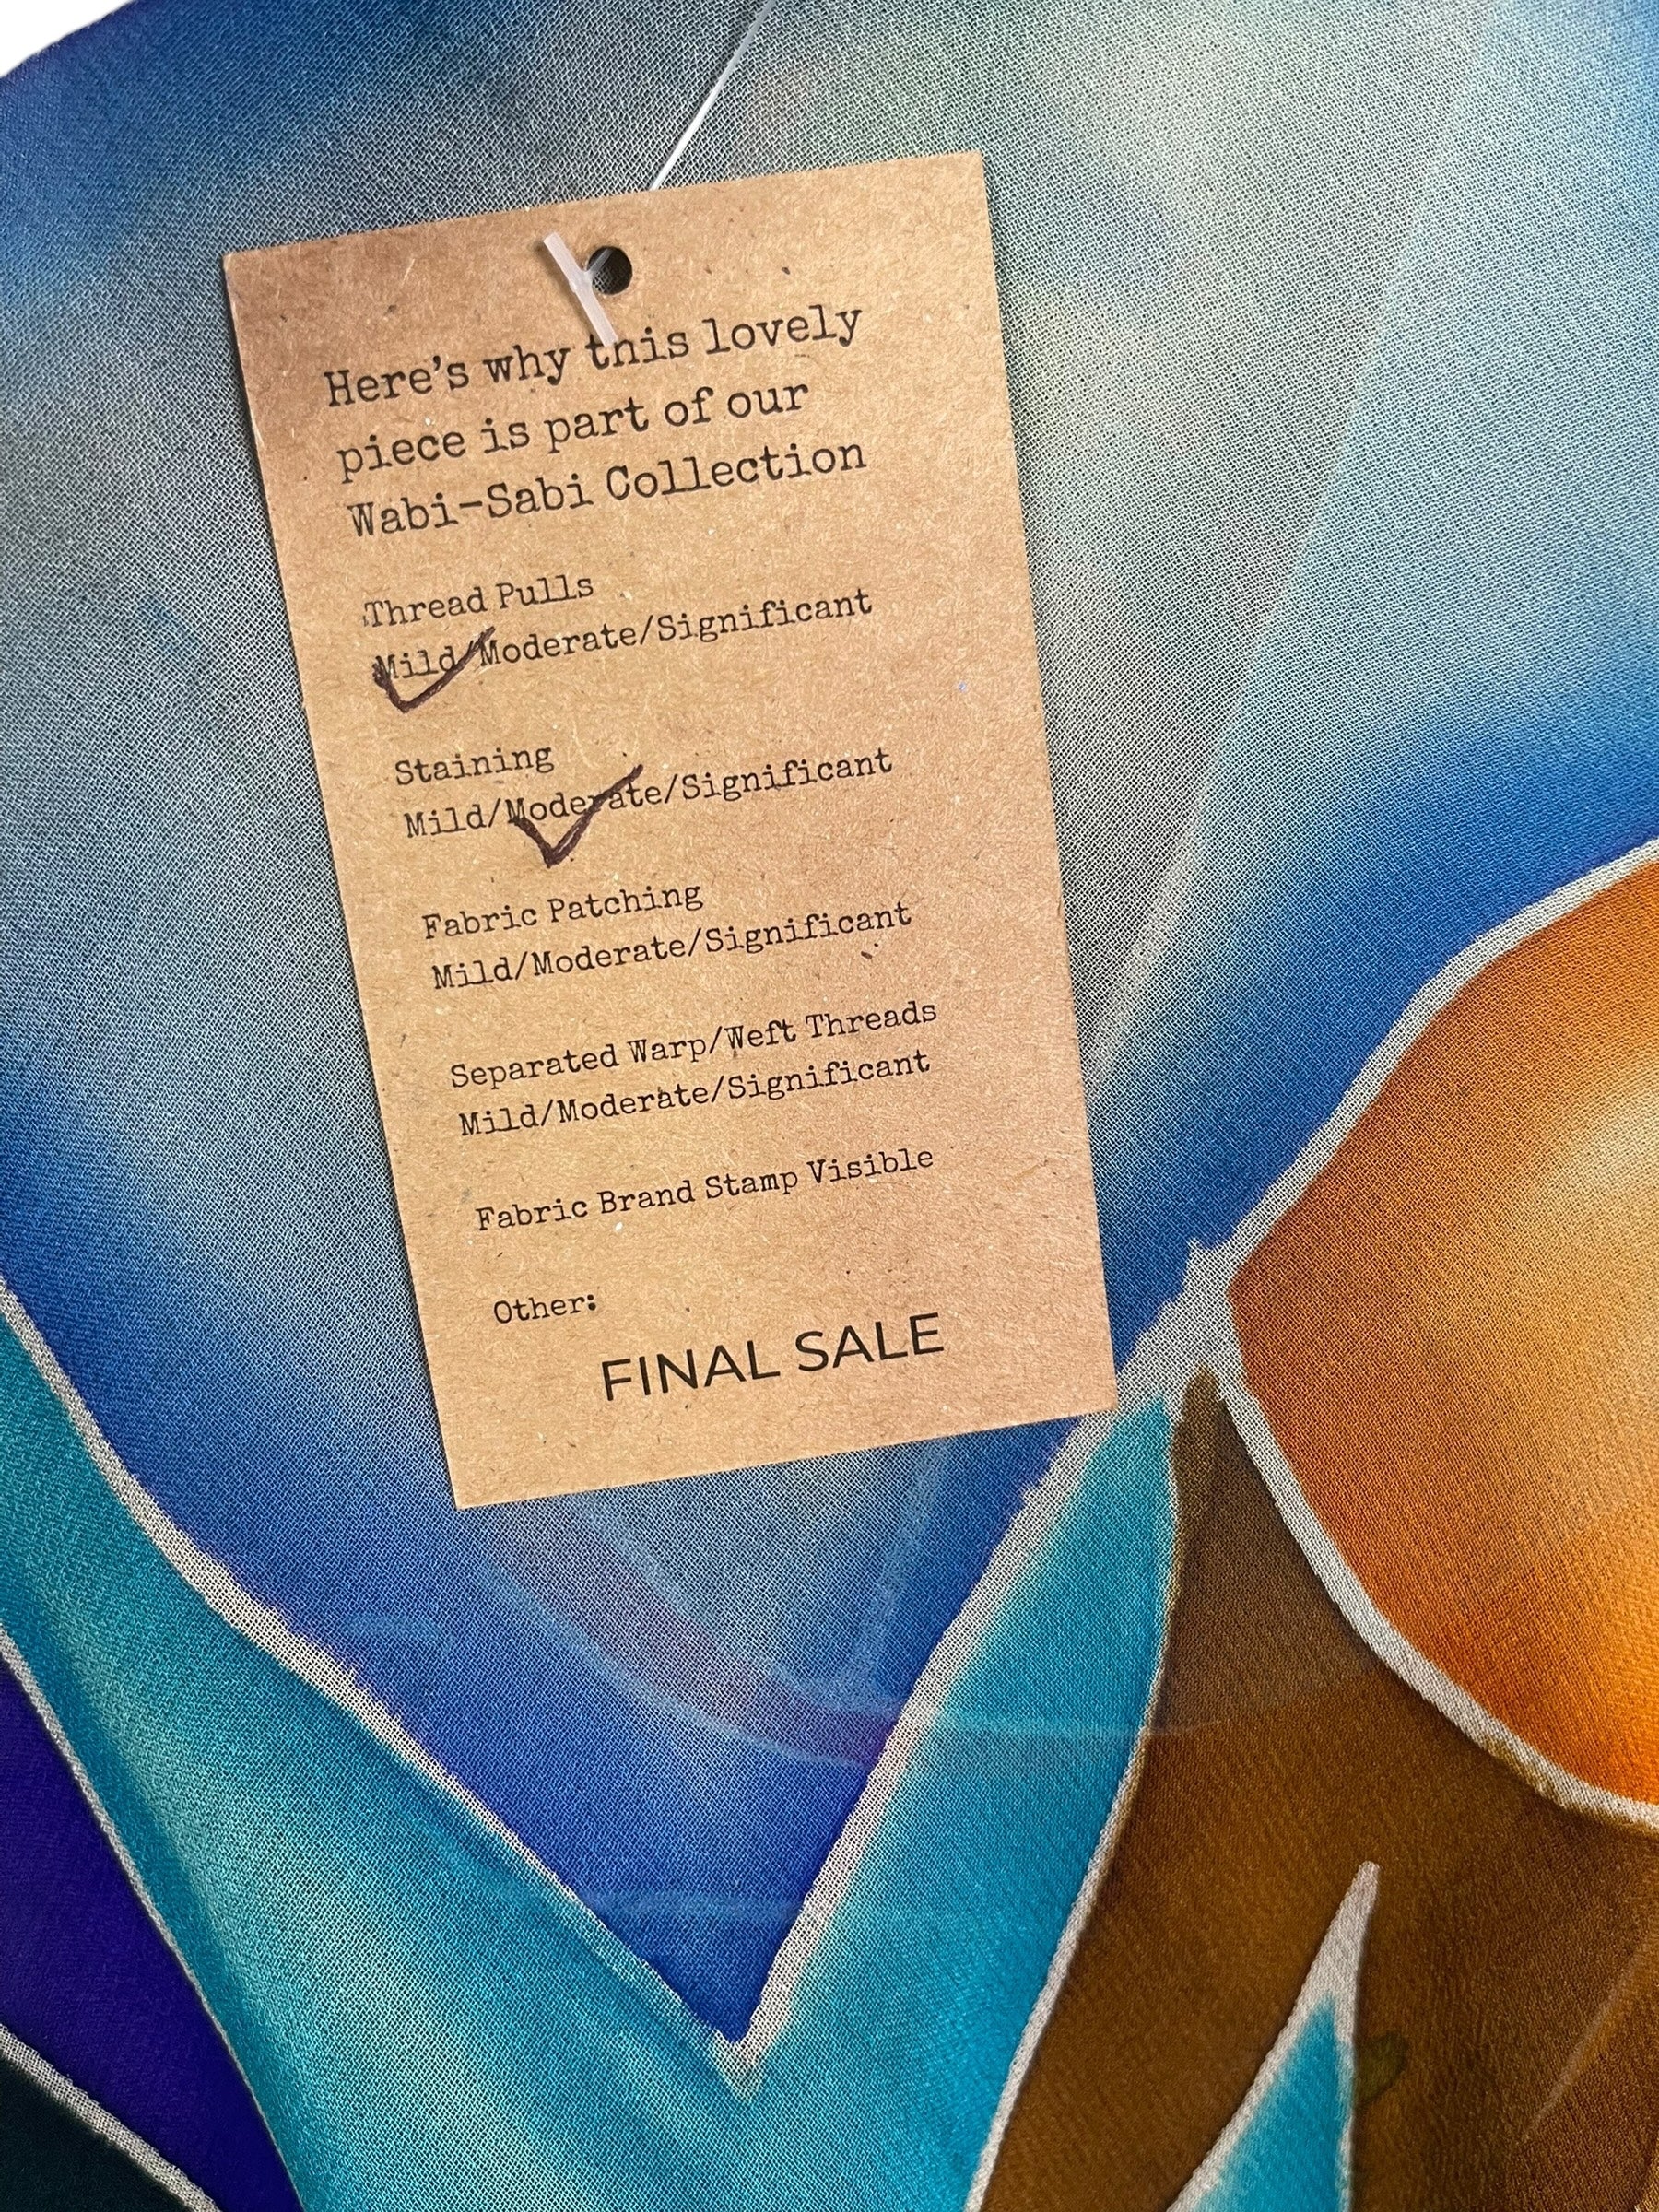 Here's why this lovely
piece is part of our
Wabi-Sabi Collection
Thread Pulls
Mild/Moderate/Significant
Staining
Mild/Moderate/Significant
Fabric Patching
Mild/Moderate/Significant
Separated Warp/Weft Threads
Mild/Moderate/Significant
Fabric Brand Stamp Visible
Other:
FINAL SALE